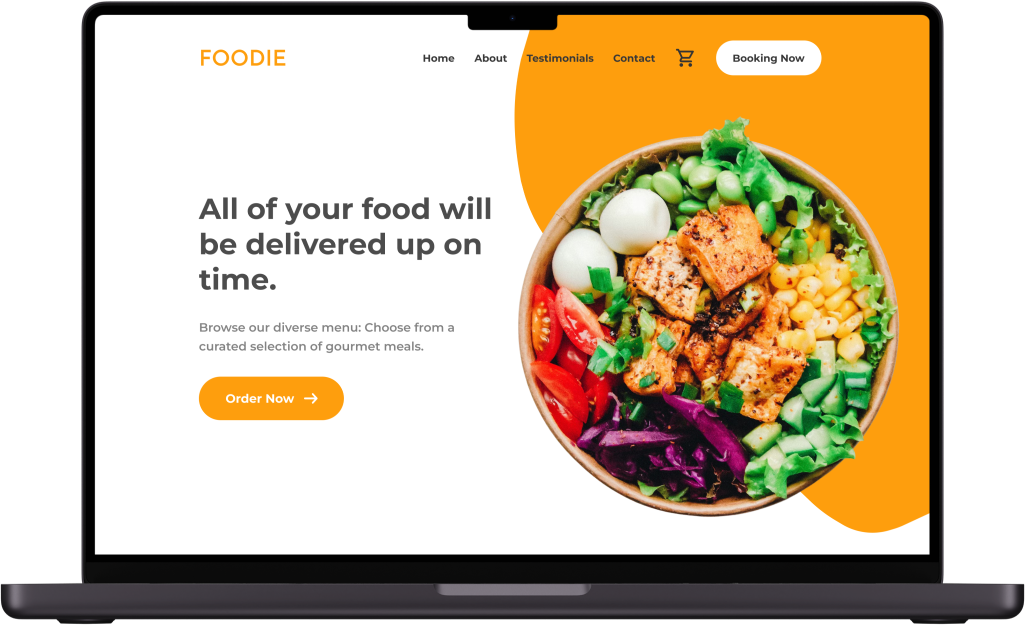 FOODIE
Home About Testimonials Contact Booking Now
All of your food will
be delivered up on
time.
Browse our diverse menu: Choose from a
curated selection of gourmet meals.
Order Now